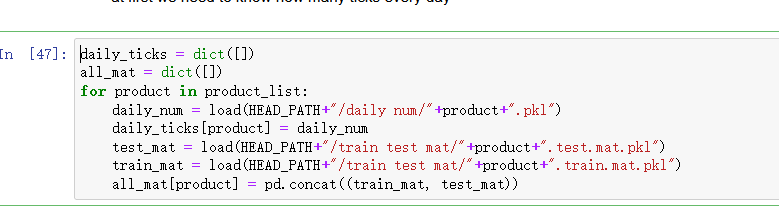 at first we need to know how many ticks every day
In [47]:
daily_ticks = dict([])
all_mat = dict([])
for product in product_list:
    daily_num = load(HEAD_PATH+"/daily num/"+product+".pkl")
    daily_ticks[product] = daily_num
    test_mat = load(HEAD_PATH+"/train test mat/"+product+".test.mat.pkl")
    train_mat = load(HEAD_PATH+"/train test mat/"+product+".train.mat.pkl")
    all_mat[product] = pd.concat((train_mat, test_mat))